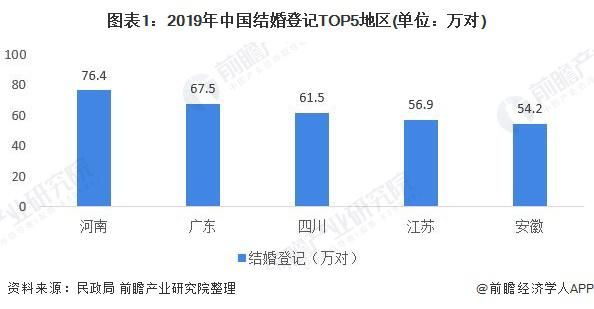 图表1：2019年中国结婚登记TOP5地区(单位：万对)
100
80
60
40
20
0
76.4
67.5
61.5
56.9
54.2
河南
广东
四川
江苏
安徽
结婚登记（万对）
资料来源：民政局 前瞻产业研究院整理
@前瞻经济学人APP